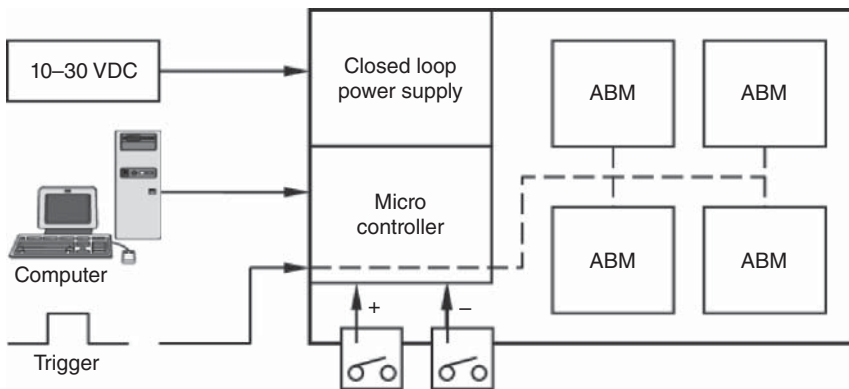 10–30 VDC
Closed loop
power supply
ABM
ABM
Micro
controller
ABM
ABM
Computer
+
–
Trigger